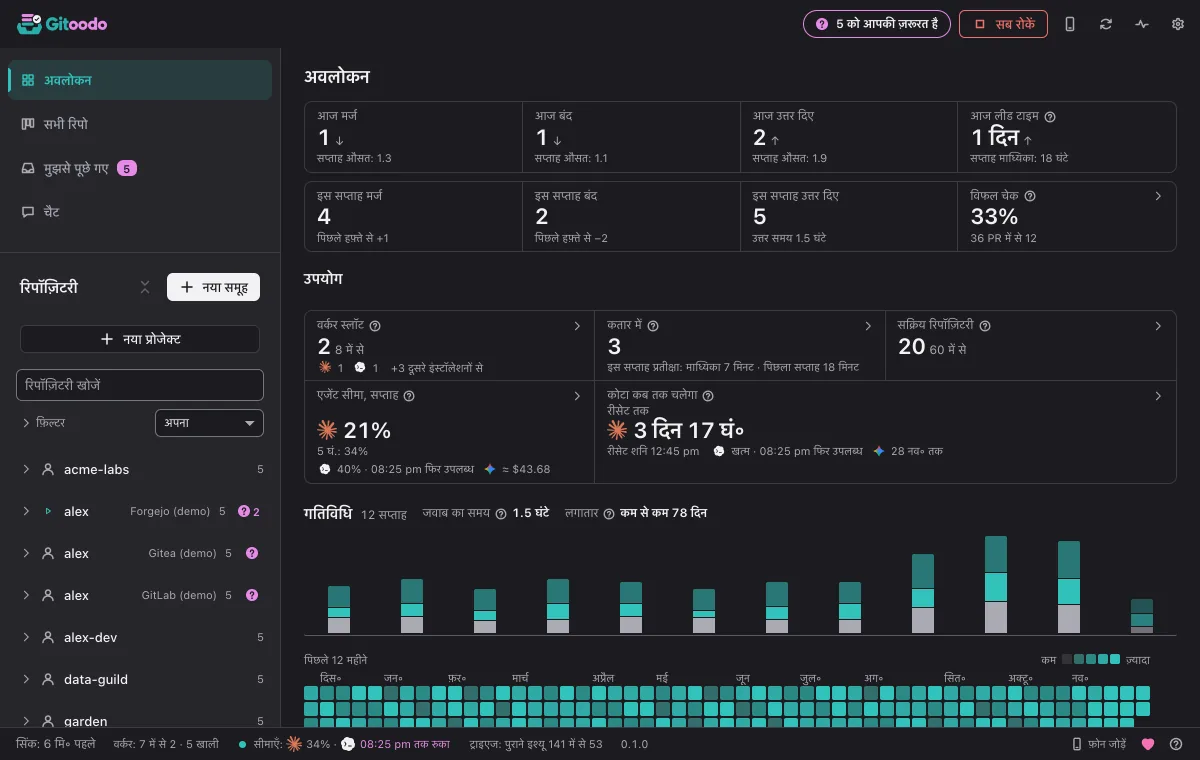 Gitoodo
5 को आपकी ज़रूरत है
सब रोकें
अवलोकन
सभी रिपो
मुझसे पूछे गए 5
चैट
रिपॉज़िटरी
नया समूह
नया प्रोजेक्ट
रिपॉज़िटरी खोजें
फ़िल्टर
अपना
acme-labs 5
alex Forgejo (demo) 5 ? 2
alex Gitea (demo) 5 ?
alex GitLab (demo) 5 ?
alex-dev 5
data-guild 5
garden 5
अवलोकन
आज मर्ज
1 ↓
सप्ताह औसत: 1.3
आज बंद
1 ↓
सप्ताह औसत: 1.1
आज उत्तर दिए
2 ↑
सप्ताह औसत: 1.9
आज लीड टाइम
1 दिन ↑
सप्ताह माध्यिका: 18 घंटे
इस सप्ताह मर्ज
4
पिछले हफ़्ते से +1
इस सप्ताह बंद
2
पिछले हफ़्ते से −2
इस सप्ताह उत्तर दिए
5
उत्तर समय 1.5 घंटे
विफल चेक
33%
36 PR में से 12
उपयोग
वर्कर स्लॉट
2 8 में से
1 1 +3 दूसरे इंस्टॉलेशनों से
कतार में
3
इस सप्ताह प्रतीक्षा: माध्यिका 7 मिनट · पिछला सप्ताह 18 मिनट
सक्रिय रिपॉज़िटरी
20 60 में से
एजेंट सीमा, सप्ताह
21%
5 घं.: 34%
40% · 08:25 pm फिर उपलब्ध ≈ $43.68
कोटा कब तक चलेगा
रीसेट तक
3 दिन 17 घं॰
रीसेट शनि 12:45 pm खत्म · 08:25 pm फिर उपलब्ध 28 नव॰ तक
गतिविधि 12 सप्ताह जवाब का समय 1.5 घंटे लगातार कम से कम 78 दिन
पिछले 12 महीने
कम ज़्यादा
दिस॰ जन॰ फ़र॰ मार्च अप्रैल मई जून जुल॰ अग॰ सित॰ अक्टू॰ नव॰
सिंक: 6 मि॰ पहले
वर्कर: 7 में से 2 · 5 खाली
सीमाएँ: 34% · 08:25 pm तक रुका
ट्राइएज: पुराने इश्यू 141 में से 53
0.1.0
फ़ोन जोड़ें